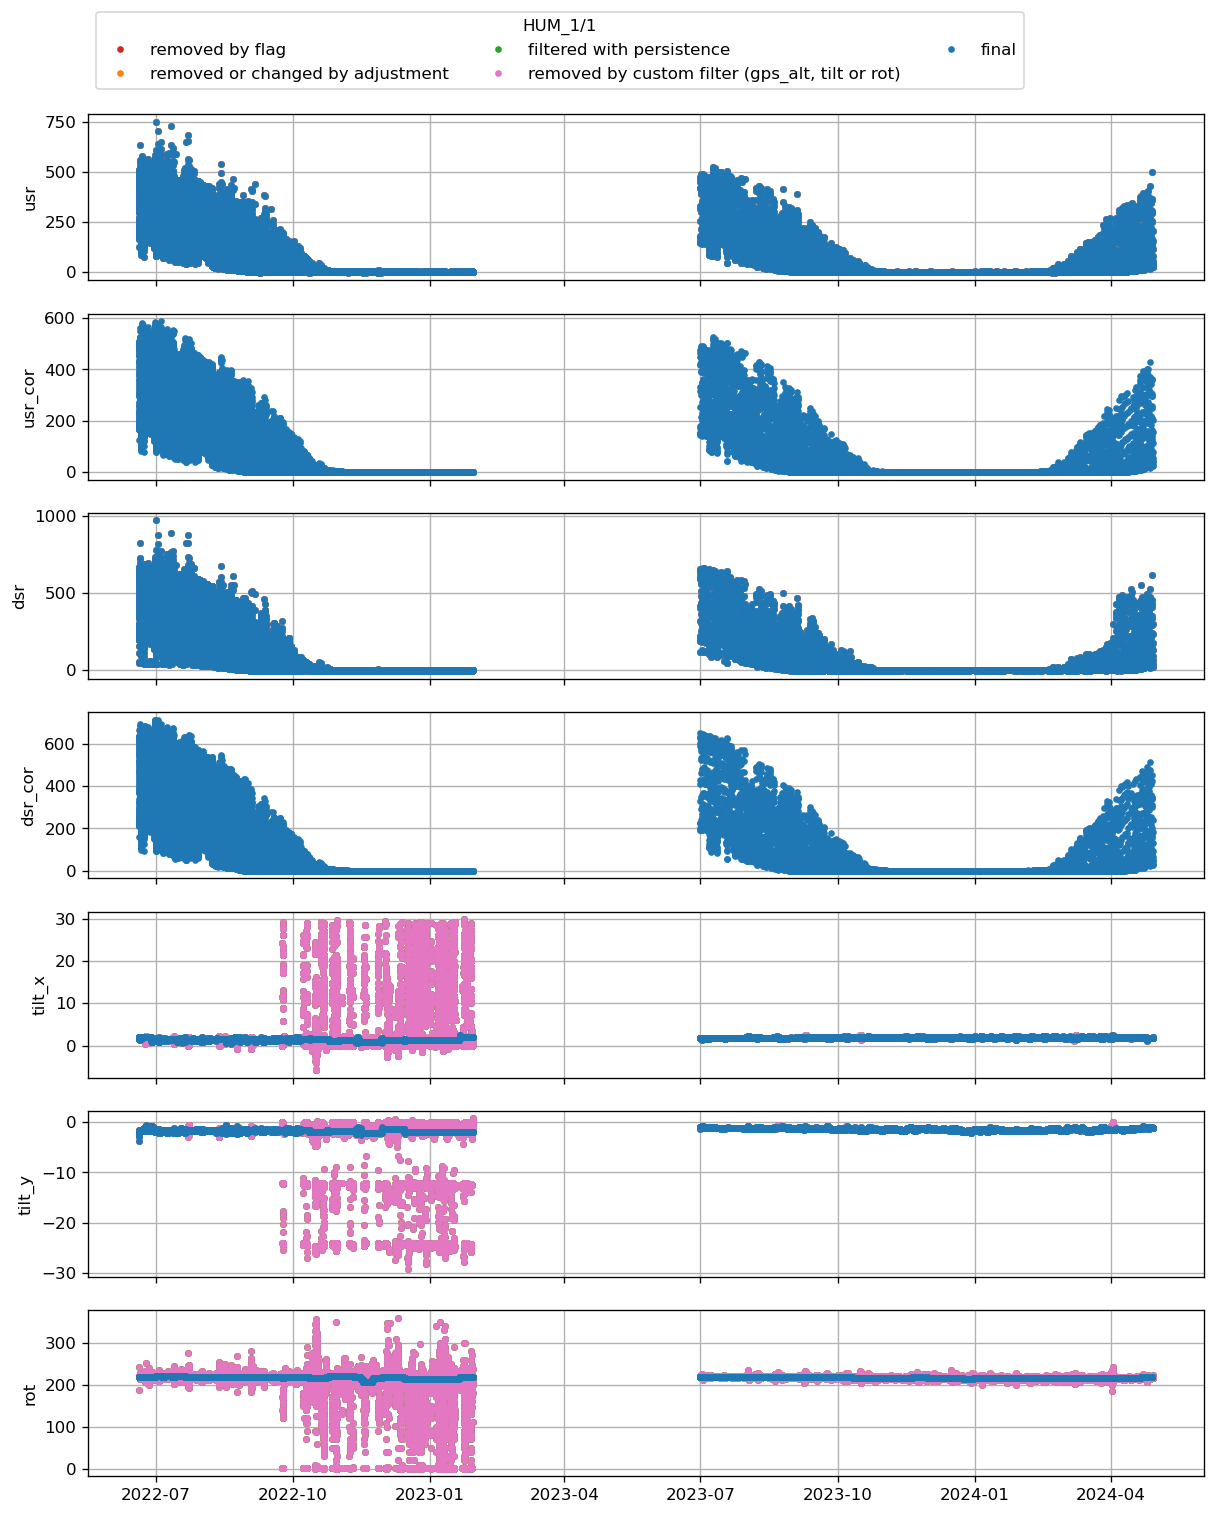 HUM_1/1
removed by flag
filtered with persistence
final
removed or changed by adjustment
removed by custom filter (gps_alt, tilt or rot)
750
500
250
0
usr
600
400
200
0
usr_cor
1000
500
0
dsr
600
400
200
0
dsr_cor
30
20
10
0
tilt_x
0
−10
−20
−30
tilt_y
300
200
100
0
rot
2022-07
2022-10
2023-01
2023-04
2023-07
2023-10
2024-01
2024-04